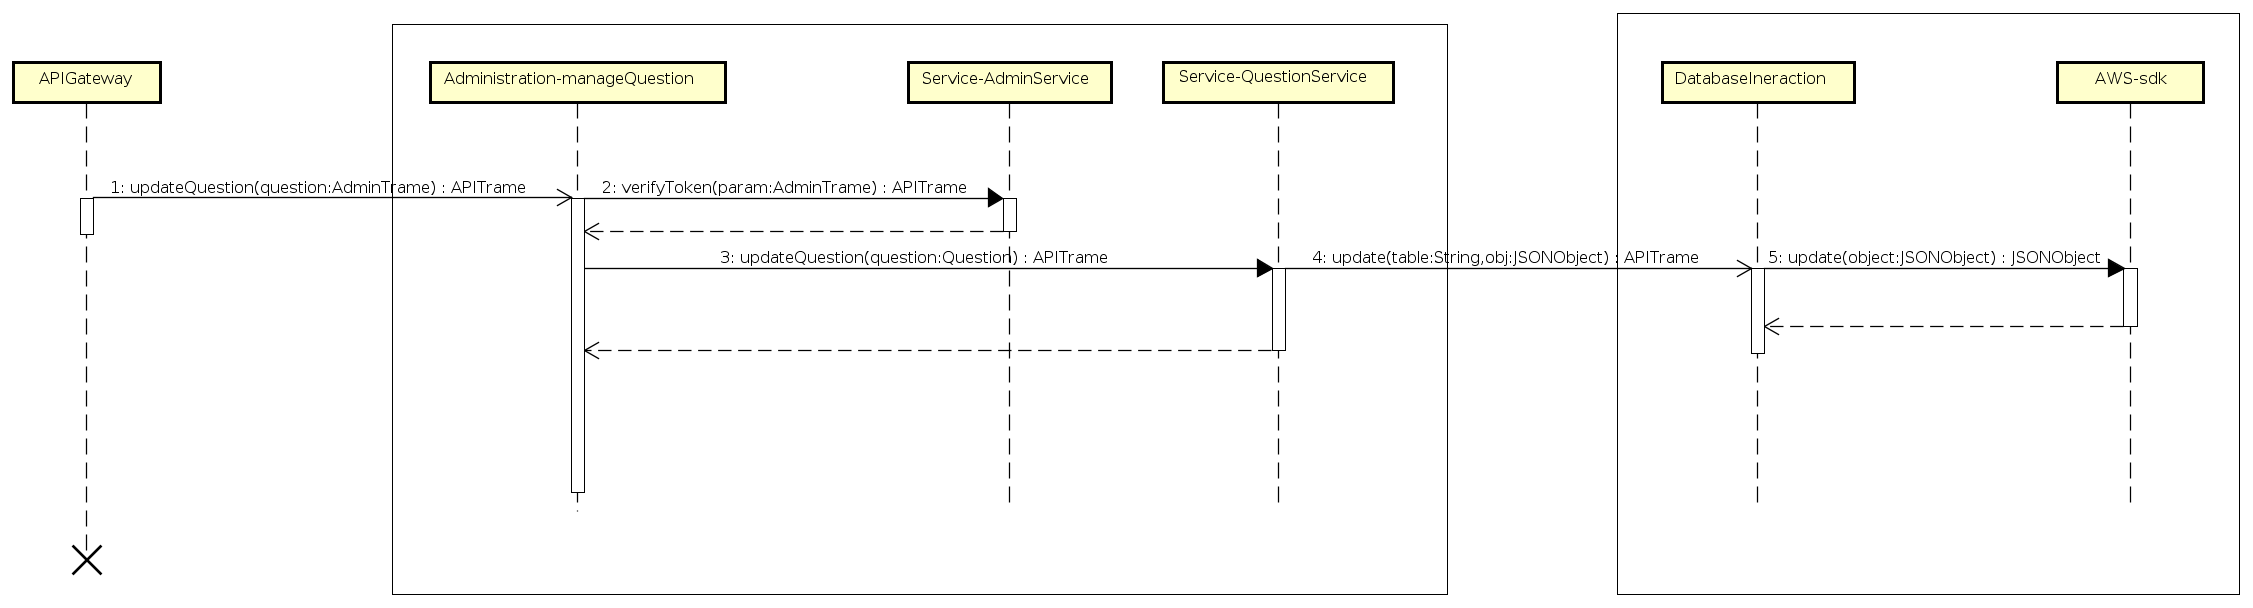 APIGateway
Administration-manageQuestion
Service-AdminService
Service-QuestionService
DatabaseIneraction
AWS-sdk
1: updateQuestion(question:AdminTrame) : APITrame
2: verifyToken(param:AdminTrame) : APITrame
3: updateQuestion(question:Question) : APITrame
4: update(table:String,obj:JSONObject) : APITrame
5: update(object:JSONObject) : JSONObject